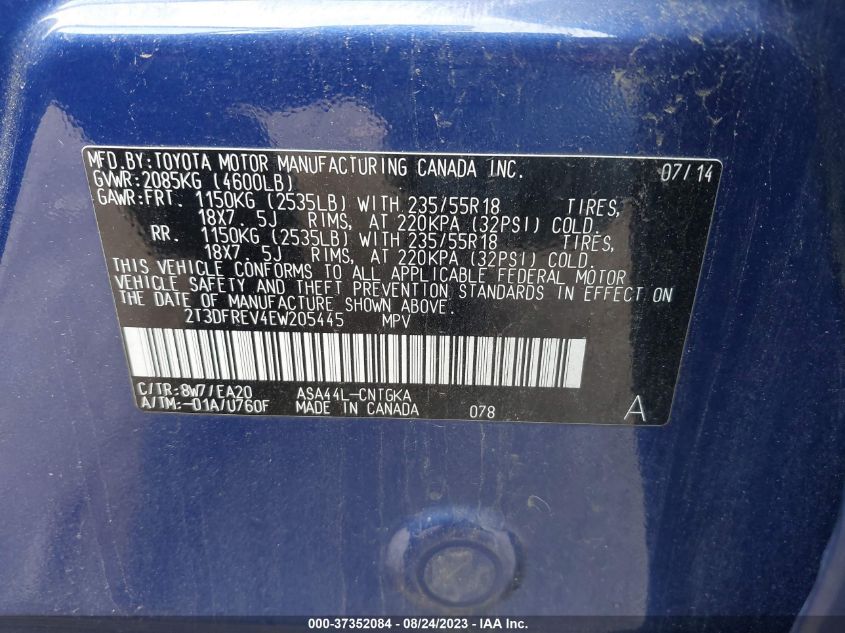 MFD.BY:TOYOTA MOTOR MANUFACTURING CANADA INC. 07/14
GVWR:2085KG (4600LB)
GAWR:FRT. 1150KG (2535LB) WITH 235/55R18 TIRES,
18X7. 5J RIMS, AT 220KPA (32PSI) COLD.
RR. 1150KG (2535LB) WITH 235/55R18 TIRES,
18X7. 5J RIMS, AT 220KPA (32PSI) COLD.
THIS VEHICLE CONFORMS TO ALL APPLICABLE FEDERAL MOTOR
VEHICLE SAFETY AND THEFT PREVENTION STANDARDS IN EFFECT ON
THE DATE OF MANUFACTURE SHOWN ABOVE.
2T3DFREV4EW205445 MPV
C/TR:8W7/EA20 ASA44L-CNTGKA
A/TM:-01A/U760F MADE IN CANADA 078 A
000-37352084 - 08/24/2023 - IAAI.com